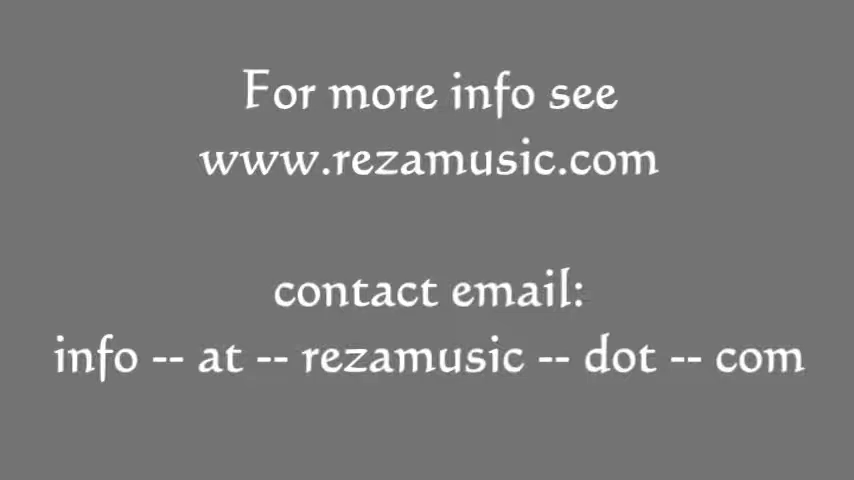 For more info see
www.rezamusic.com
contact email:
info -- at -- rezamusic -- dot -- com